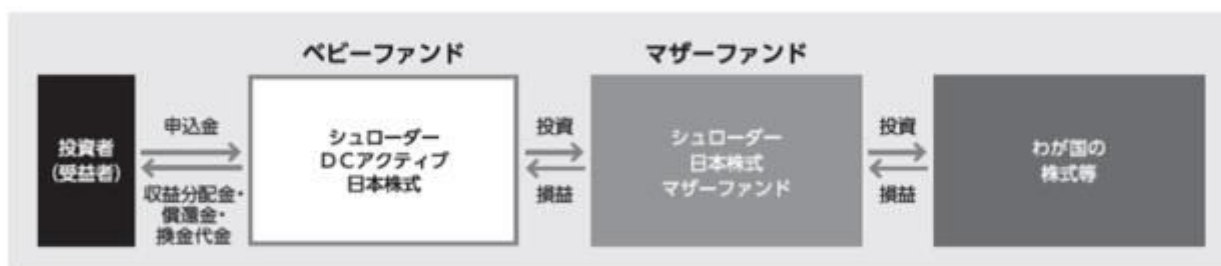 ベビーファンド
マザーファンド
投資者
(受益者)
申込金
収益分配金・
償還金・
換金代金
シュローダー
DCアクティブ
日本株式
投資
損益
シュローダー
日本株式
マザーファンド
投資
損益
わが国の
株式等